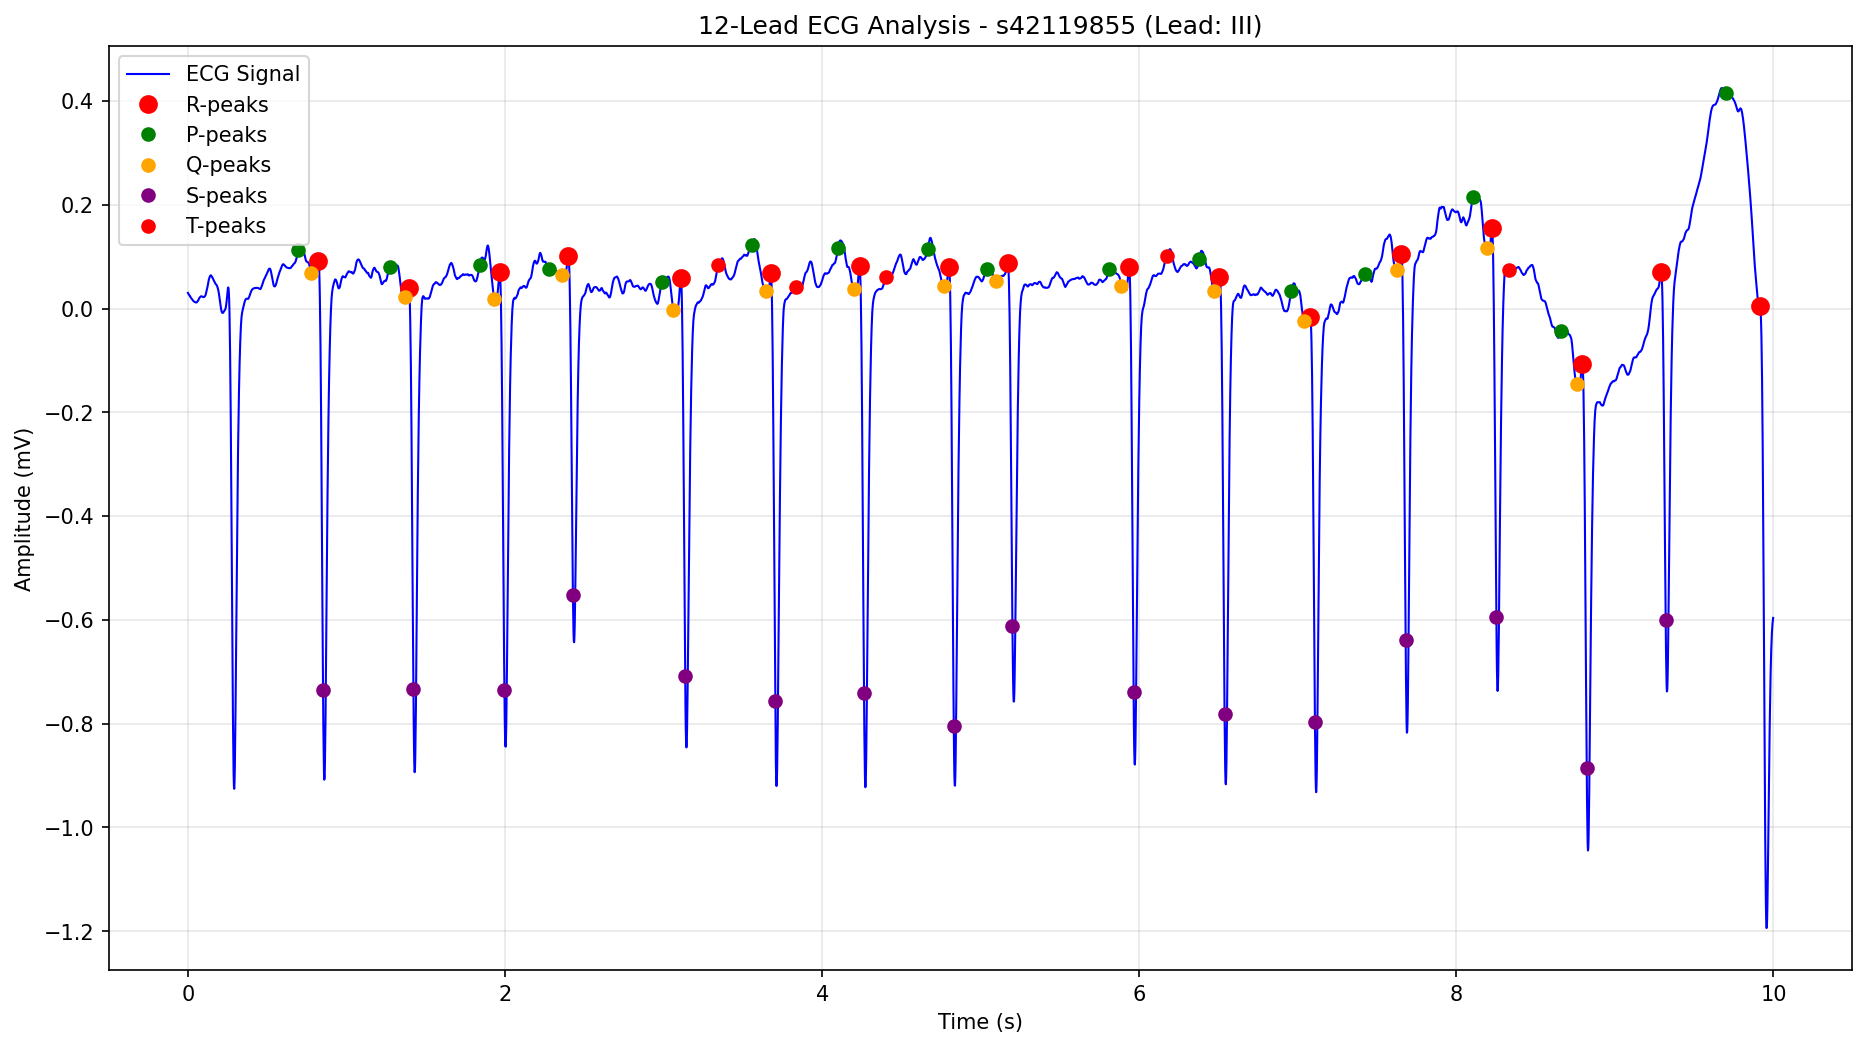 12-Lead ECG Analysis - s42119855 (Lead: III)
ECG Signal
R-peaks
P-peaks
Q-peaks
S-peaks
T-peaks
0.4
0.2
0.0
−0.2
−0.4
−0.6
−0.8
−1.0
−1.2
Amplitude (mV)
0 2 4 6 8 10
Time (s)